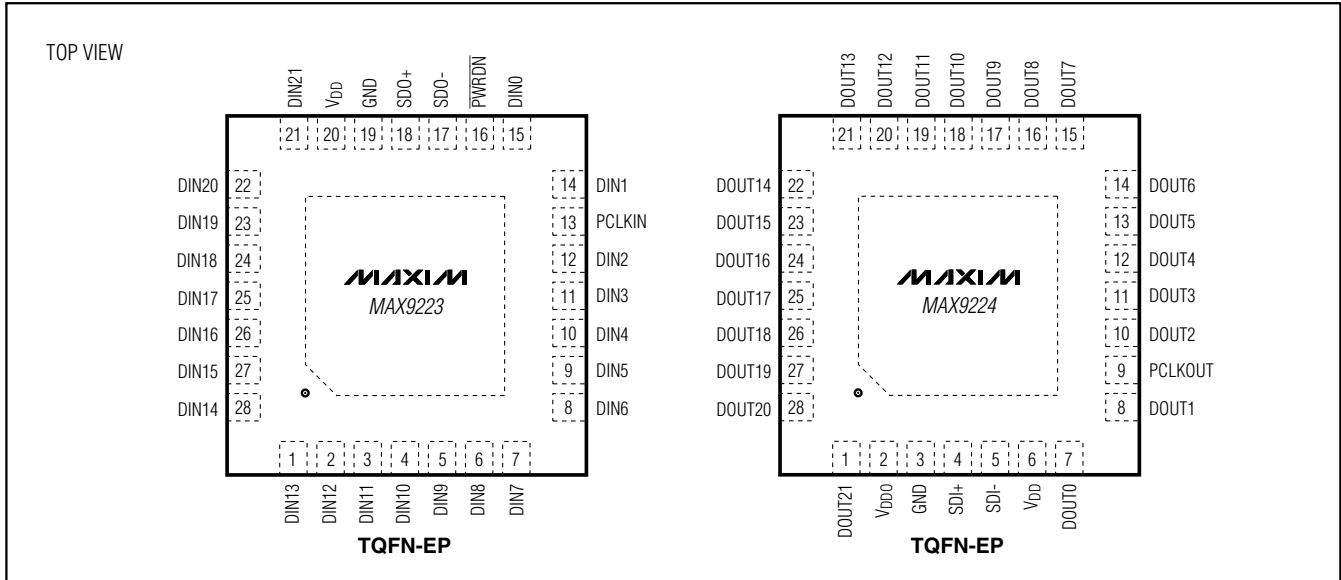 TOP VIEW
DIN21 VDD GND SDO+ SDO- PWRDN DIN0
21 20 19 18 17 16 15
DIN20 22 14 DIN1
DIN19 23 13 PCLKIN
DIN18 24 12 DIN2
DIN17 25 11 DIN3
DIN16 26 10 DIN4
DIN15 27 9 DIN5
DIN14 28 8 DIN6
MAXIM
MAX9223
1 2 3 4 5 6 7
DIN13 DIN12 DIN11 DIN10 DIN9 DIN8 DIN7
TQFN-EP
DOUT13 DOUT12 DOUT11 DOUT10 DOUT9 DOUT8 DOUT7
21 20 19 18 17 16 15
DOUT14 22 14 DOUT6
DOUT15 23 13 DOUT5
DOUT16 24 12 DOUT4
DOUT17 25 11 DOUT3
DOUT18 26 10 DOUT2
DOUT19 27 9 PCLKOUT
DOUT20 28 8 DOUT1
MAXIM
MAX9224
1 2 3 4 5 6 7
DOUT21 VDDO GND SDI+ SDI- VDD DOUT0
TQFN-EP